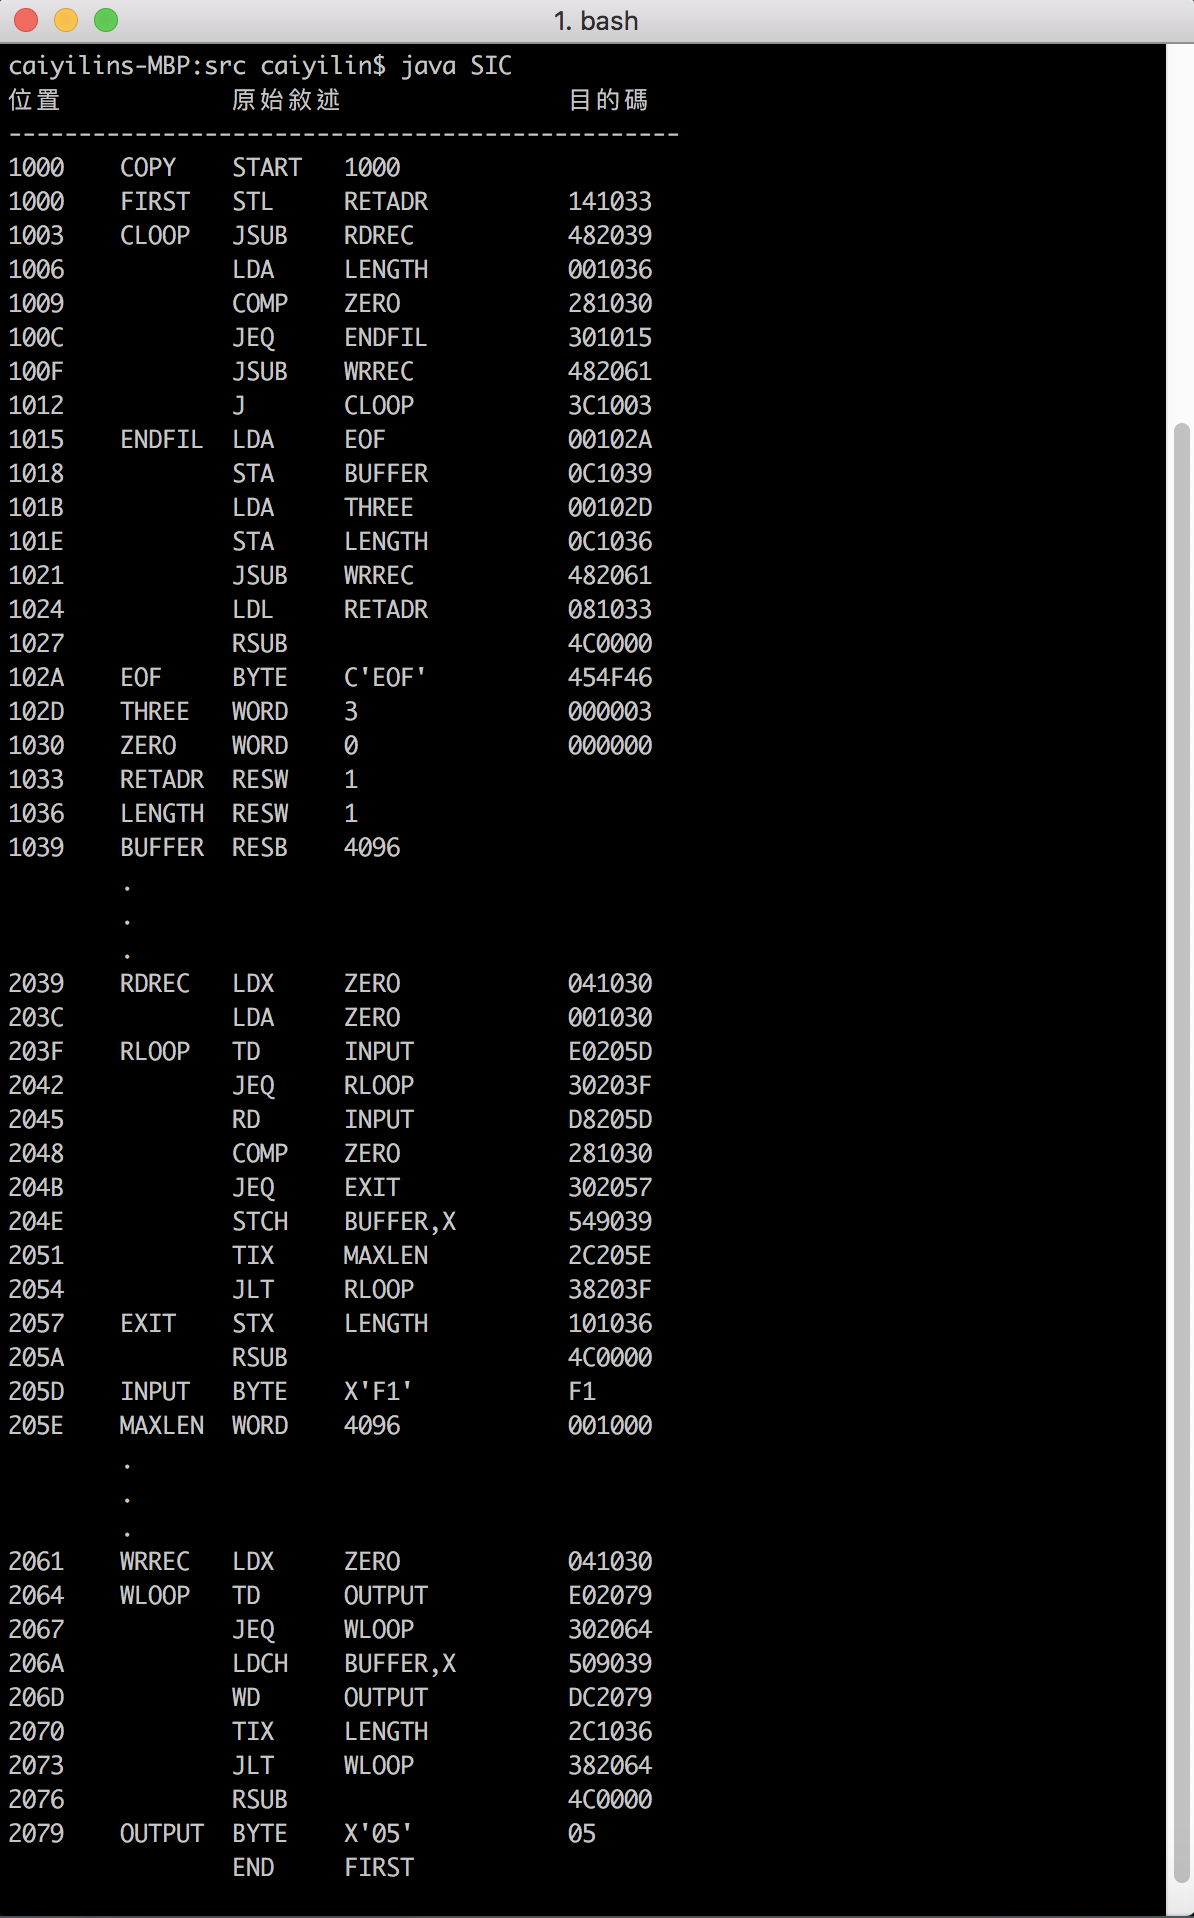 1. bash
caiyilins-MBP:src caiyilin$ java SIC
位置 原始敘述 目的碼
------------------------------------------------
1000 COPY START 1000
1000 FIRST STL RETADR 141033
1003 CLOOP JSUB RDREC 482039
1006 LDA LENGTH 001036
1009 COMP ZERO 281030
100C JEQ ENDFIL 301015
100F JSUB WRREC 482061
1012 J CLOOP 3C1003
1015 ENDFIL LDA EOF 00102A
1018 STA BUFFER 0C1039
101B LDA THREE 00102D
101E STA LENGTH 0C1036
1021 JSUB WRREC 482061
1024 LDL RETADR 081033
1027 RSUB 4C0000
102A EOF BYTE C'EOF' 454F46
102D THREE WORD 3 000003
1030 ZERO WORD 0 000000
1033 RETADR RESW 1
1036 LENGTH RESW 1
1039 BUFFER RESB 4096
.
.
.
2039 RDREC LDX ZERO 041030
203C LDA ZERO 001030
203F RLOOP TD INPUT E0205D
2042 JEQ RLOOP 30203F
2045 RD INPUT D8205D
2048 COMP ZERO 281030
204B JEQ EXIT 302057
204E STCH BUFFER,X 549039
2051 TIX MAXLEN 2C205E
2054 JLT RLOOP 38203F
2057 EXIT STX LENGTH 101036
205A RSUB 4C0000
205D INPUT BYTE X'F1' F1
205E MAXLEN WORD 4096 001000
.
.
.
2061 WRREC LDX ZERO 041030
2064 WLOOP TD OUTPUT E02079
2067 JEQ WLOOP 302064
206A LDCH BUFFER,X 509039
206D WD OUTPUT DC2079
2070 TIX LENGTH 2C1036
2073 JLT WLOOP 382064
2076 RSUB 4C0000
2079 OUTPUT BYTE X'05' 05
END FIRST